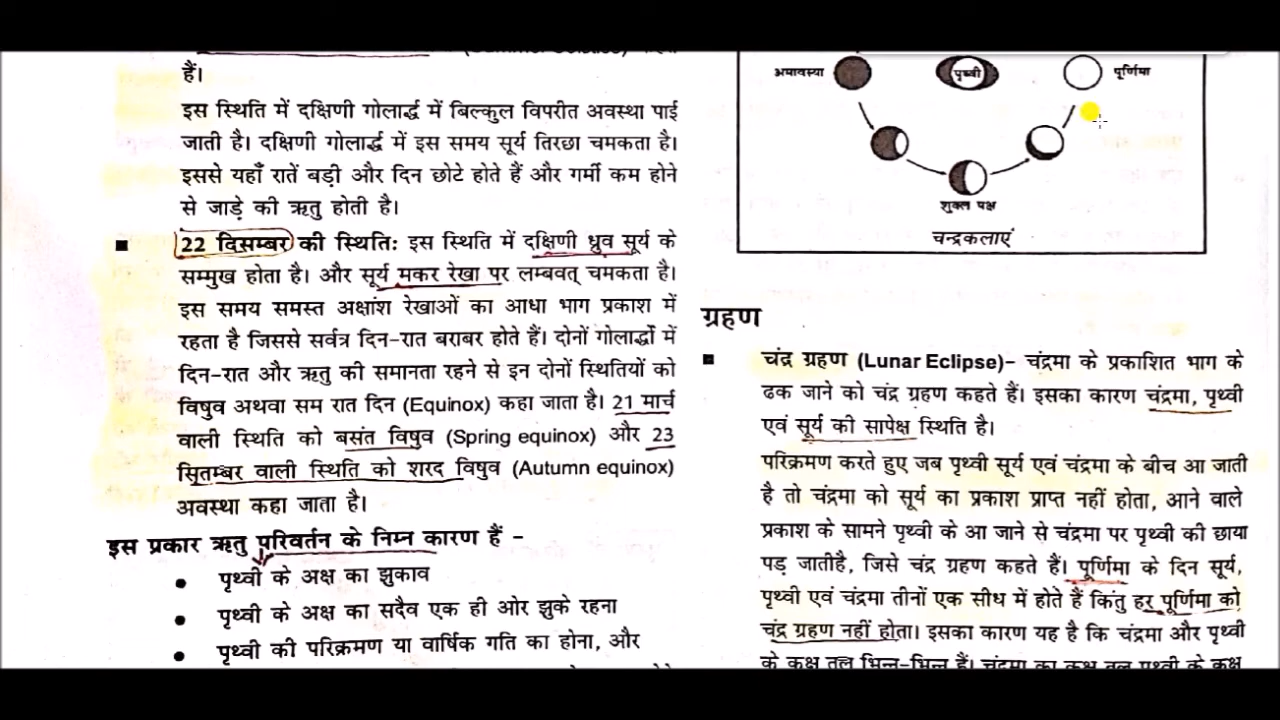 हैं।
इस स्थिति में दक्षिणी गोलार्द्ध में बिल्कुल विपरीत अवस्था पाई
जाती है। दक्षिणी गोलार्द्ध में इस समय सूर्य तिरछा चमकता है।
इससे यहाँ रातें बड़ी और दिन छोटे होते हैं और गर्मी कम होने
से जाड़े की ऋतु होती है।
22 दिसम्बर की स्थितिः इस स्थिति में दक्षिणी ध्रुव सूर्य के
सम्मुख होता है। और सूर्य मकर रेखा पर लम्बवत् चमकता है।
इस समय समस्त अक्षांश रेखाओं का आधा भाग प्रकाश में
रहता है जिससे सर्वत्र दिन-रात बराबर होते हैं। दोनों गोलार्द्धों में
दिन-रात और ऋतु की समानता रहने से इन दोनों स्थितियों को
विषुव अथवा सम रात दिन (Equinox) कहा जाता है। 21 मार्च
वाली स्थिति को बसंत विषुव (Spring equinox) और 23
सितम्बर वाली स्थिति को शरद विषुव (Autumn equinox)
अवस्था कहा जाता है।
इस प्रकार ऋतु परिवर्तन के निम्न कारण हैं -
• पृथ्वी के अक्ष का झुकाव
• पृथ्वी के अक्ष का सदैव एक ही ओर झुके रहना
• पृथ्वी की परिक्रमण या वार्षिक गति का होना, और
अमावस्या पृथ्वी पूर्णिमा
शुक्ल पक्ष
चन्द्रकलाएं
ग्रहण
चंद्र ग्रहण (Lunar Eclipse)- चंद्रमा के प्रकाशित भाग के
ढक जाने को चंद्र ग्रहण कहते हैं। इसका कारण चंद्रमा, पृथ्वी
एवं सूर्य की सापेक्ष स्थिति है।
परिक्रमण करते हुए जब पृथ्वी सूर्य एवं चंद्रमा के बीच आ जाती
है तो चंद्रमा को सूर्य का प्रकाश प्राप्त नहीं होता, आने वाले
प्रकाश के सामने पृथ्वी के आ जाने से चंद्रमा पर पृथ्वी की छाया
पड़ जातीहै, जिसे चंद्र ग्रहण कहते हैं। पूर्णिमा के दिन सूर्य,
पृथ्वी एवं चंद्रमा तीनों एक सीध में होते हैं किंतु हर पूर्णिमा को
चंद्र ग्रहण नहीं होता। इसका कारण यह है कि चंद्रमा और पृथ्वी
के कक्ष तल भिन्न-भिन्न हैं। चंद्रमा का कक्ष तल पृथ्वी के कक्ष